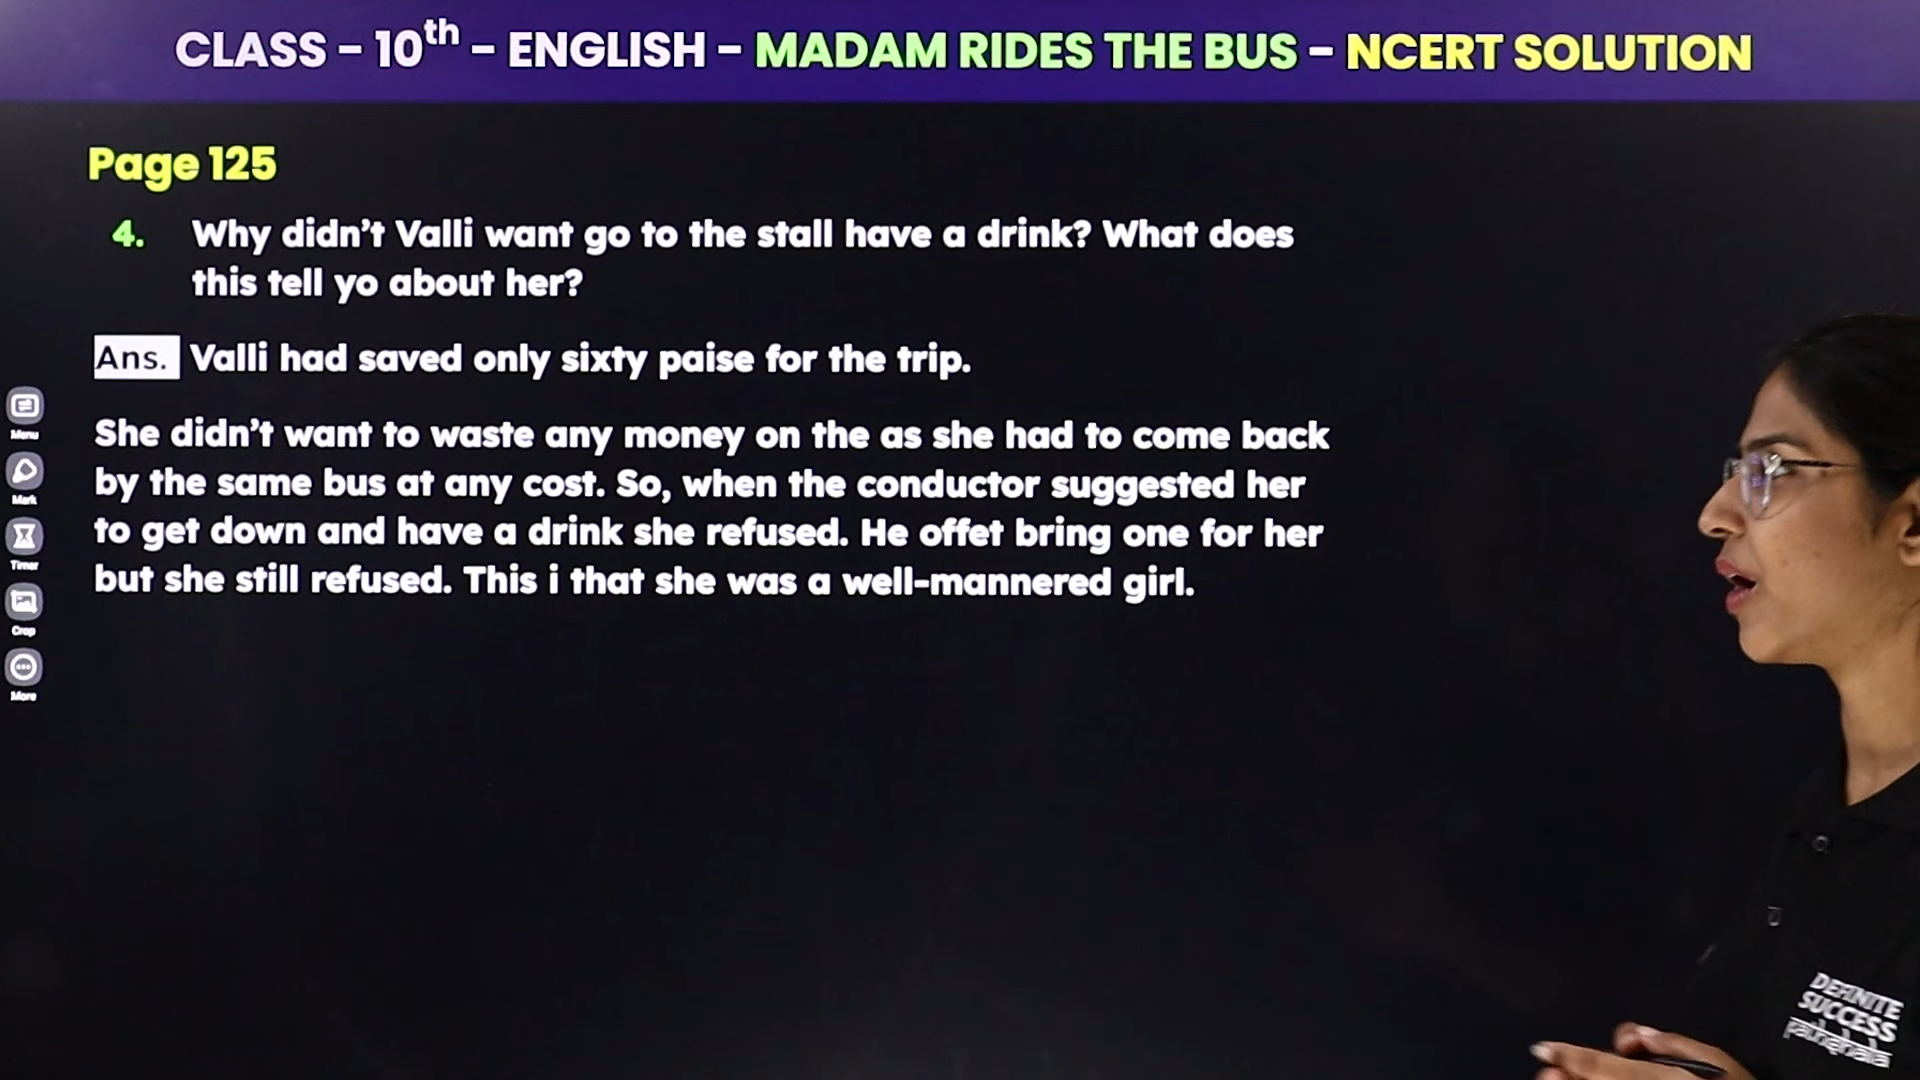 CLASS – 10th – ENGLISH – MADAM RIDES THE BUS – NCERT SOLUTION
Page 125
4. Why didn't Valli want go to the stall have a drink? What does
this tell yo about her?
Ans. Valli had saved only sixty paise for the trip.
She didn't want to waste any money on the as she had to come back
by the same bus at any cost. So, when the conductor suggested her
to get down and have a drink she refused. He offet bring one for her
but she still refused. This i that she was a well-mannered girl.
Menu
Mark
Timer
Crop
More
DEFINITE
SUCCESS
pathshala